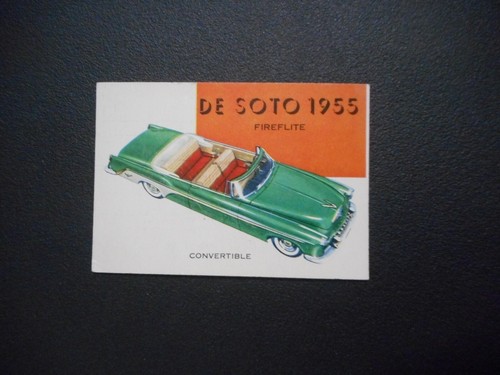 DE SOTO 1955
FIREFLITE
CONVERTIBLE